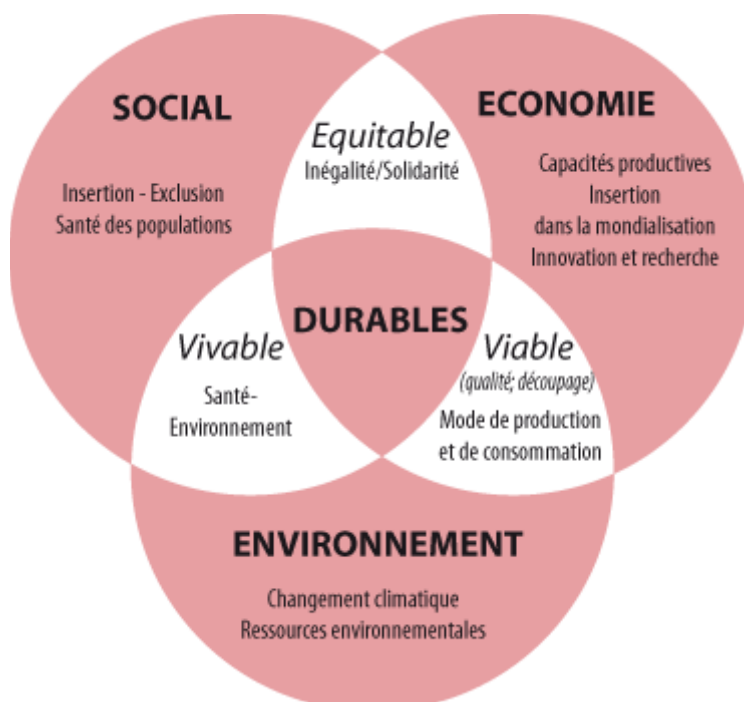 SOCIAL
Insertion - Exclusion
Santé des populations
Equitable
Inégalité/Solidarité
ECONOMIE
Capacités productives
Insertion
dans la mondialisation
Innovation et recherche
DURABLES
Vivable
Santé-
Environnement
Viable
(qualité; découpage)
Mode de production
et de consommation
ENVIRONNEMENT
Changement climatique
Ressources environnementales